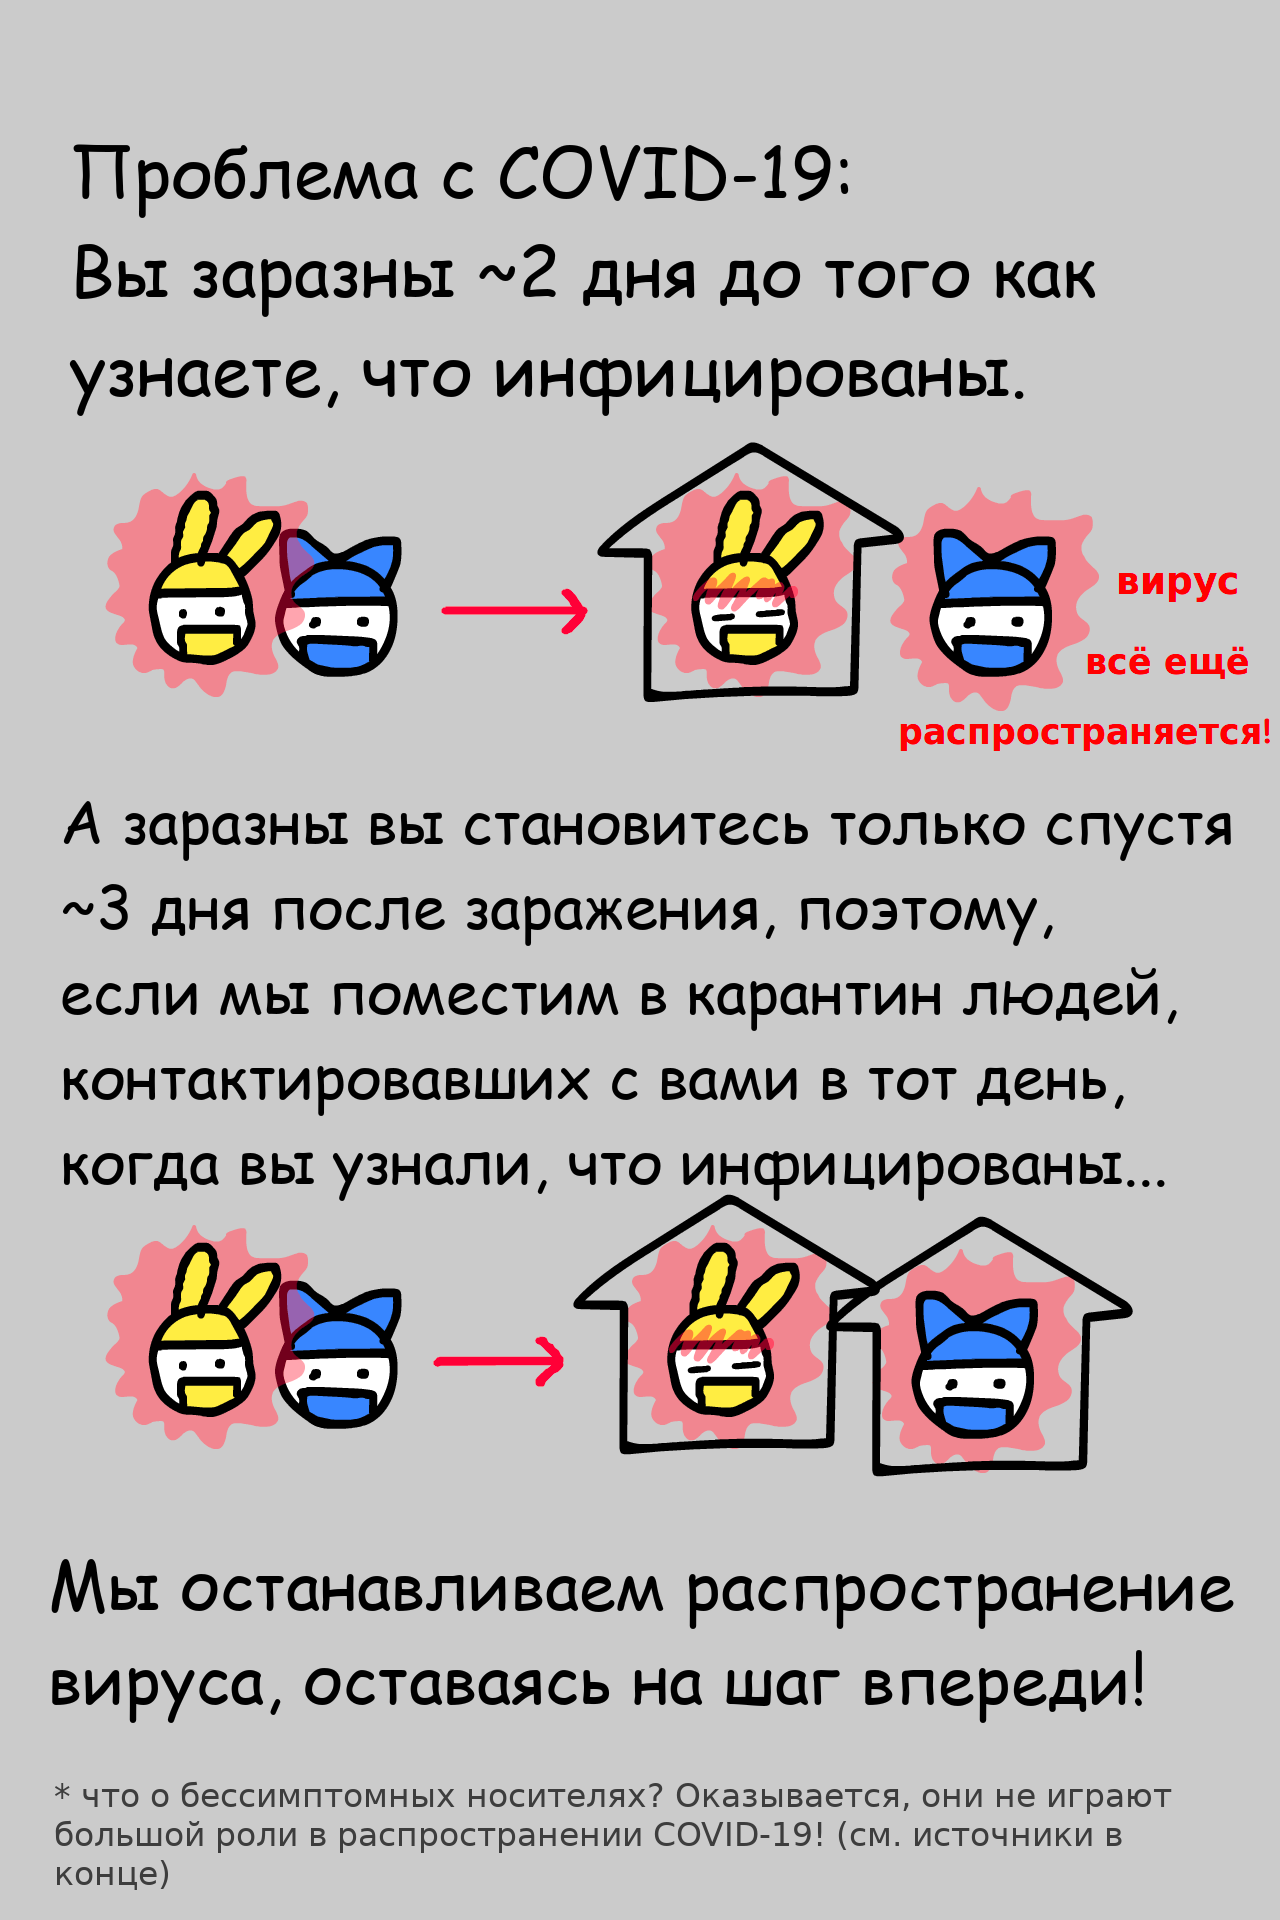 Проблема с COVID-19:
Вы заразны ~2 дня до того как
узнаете, что инфицированы.
вирус
всё ещё
распространяется!
А заразны вы становитесь только спустя
~3 дня после заражения, поэтому,
если мы поместим в карантин людей,
контактировавших с вами в тот день,
когда вы узнали, что инфицированы...
Мы останавливаем распространение
вируса, оставаясь на шаг впереди!
* что о бессимптомных носителях? Оказывается, они не играют
большой роли в распространении COVID-19! (см. источники в
конце)